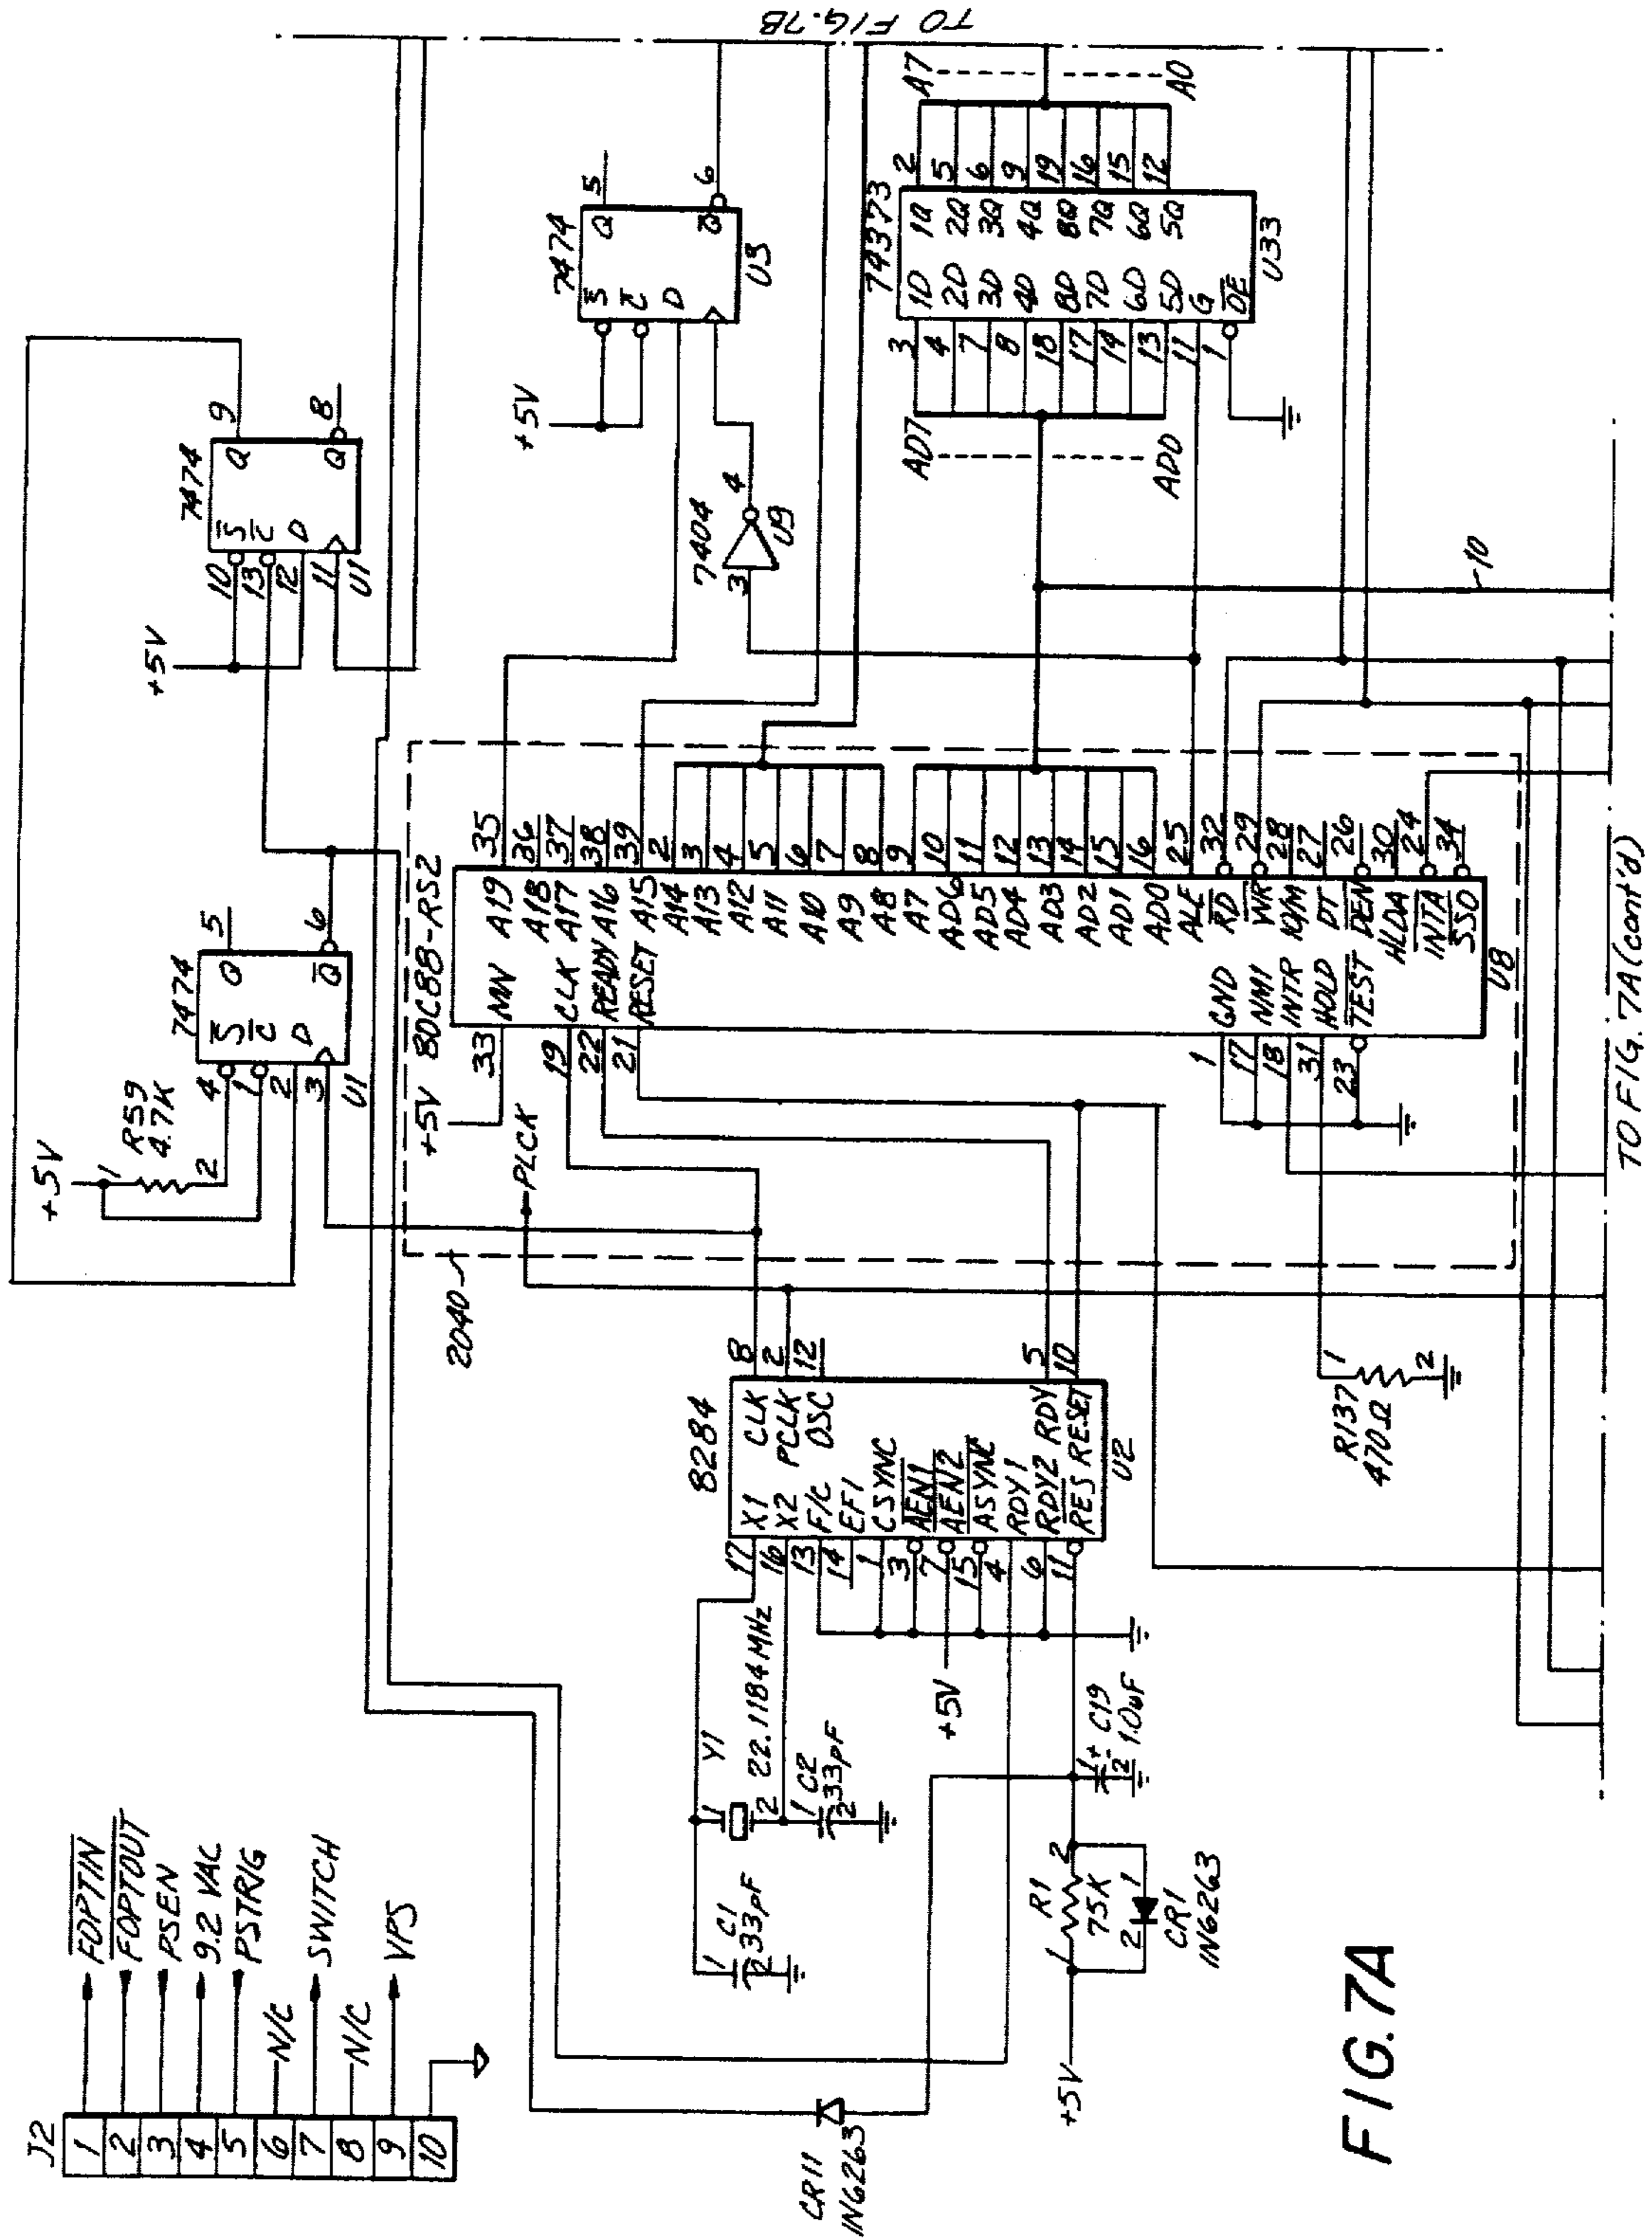 J2
1 FOPTIN
2 FOPTOUT
3 PSEN
4 9.2 VAC
5 PSTRIG
6 N/C
7 SWITCH
8 N/C
9 VPS
10
+5V
1
R59
4.7K
2
7474
4 S Q 5
1 C
2 D
3 Q 6
U1
+5V
7474
10 S Q 9
13 C
12 D
11 Q 8
U1
+5V
7474
S Q 5
C
D
Q 6
U3
7404
3 4
U9
TO FIG.7B
2040
PLCK
+5V 80C88-RS2
33 MN A19 35
A18 36
19 CLK A17 37
22 READY A16 38
21 RESET A15 39
A14 2
A13 3
A12 4
A11 5
A10 6
A9 7
A8 8
A7 9
AD6 10
AD5 11
AD4 12
AD3 13
AD2 14
AD1 15
AD0 16
ALE 25
1 GND RD 32
17 NMI WR 29
18 INTR IO/M 28
31 HOLD DT 27
23 TEST DEN 26
HLDA 30
INTA 24
SSO 34
U8
74373
3 1D 1Q 2
4 2D 2Q 5
7 3D 3Q 6
8 4D 4Q 9
18 8D 8Q 19
17 7D 7Q 16
14 6D 6Q 15
13 5D 5Q 12
11 G
1 OE
U33
AD7
AD0
A7
A0
10
8284
17 X1 CLK 8
16 X2 PCLK 2
13 F/C OSC 12
14 EFI
1 CSYNC
3 AEN1
7 AEN2
15 ASYNC
4 RDY1
6 RDY2 RDY 5
11 RES RESET 10
U2
Y1
1
2 22.1184MHz
1 C1
2 33pF
1 C2
2 33pF
+5V
1+ C19
2 1.0uF
R1
75K
1 2
+5V
2 1
CR1
IN6263
CR11
IN6263
R137
470Ω
1
2
TO FIG. 7A (cont'd)
FIG.7A